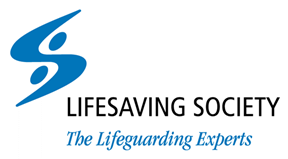 LIFESAVING SOCIETY
The Lifeguarding Experts